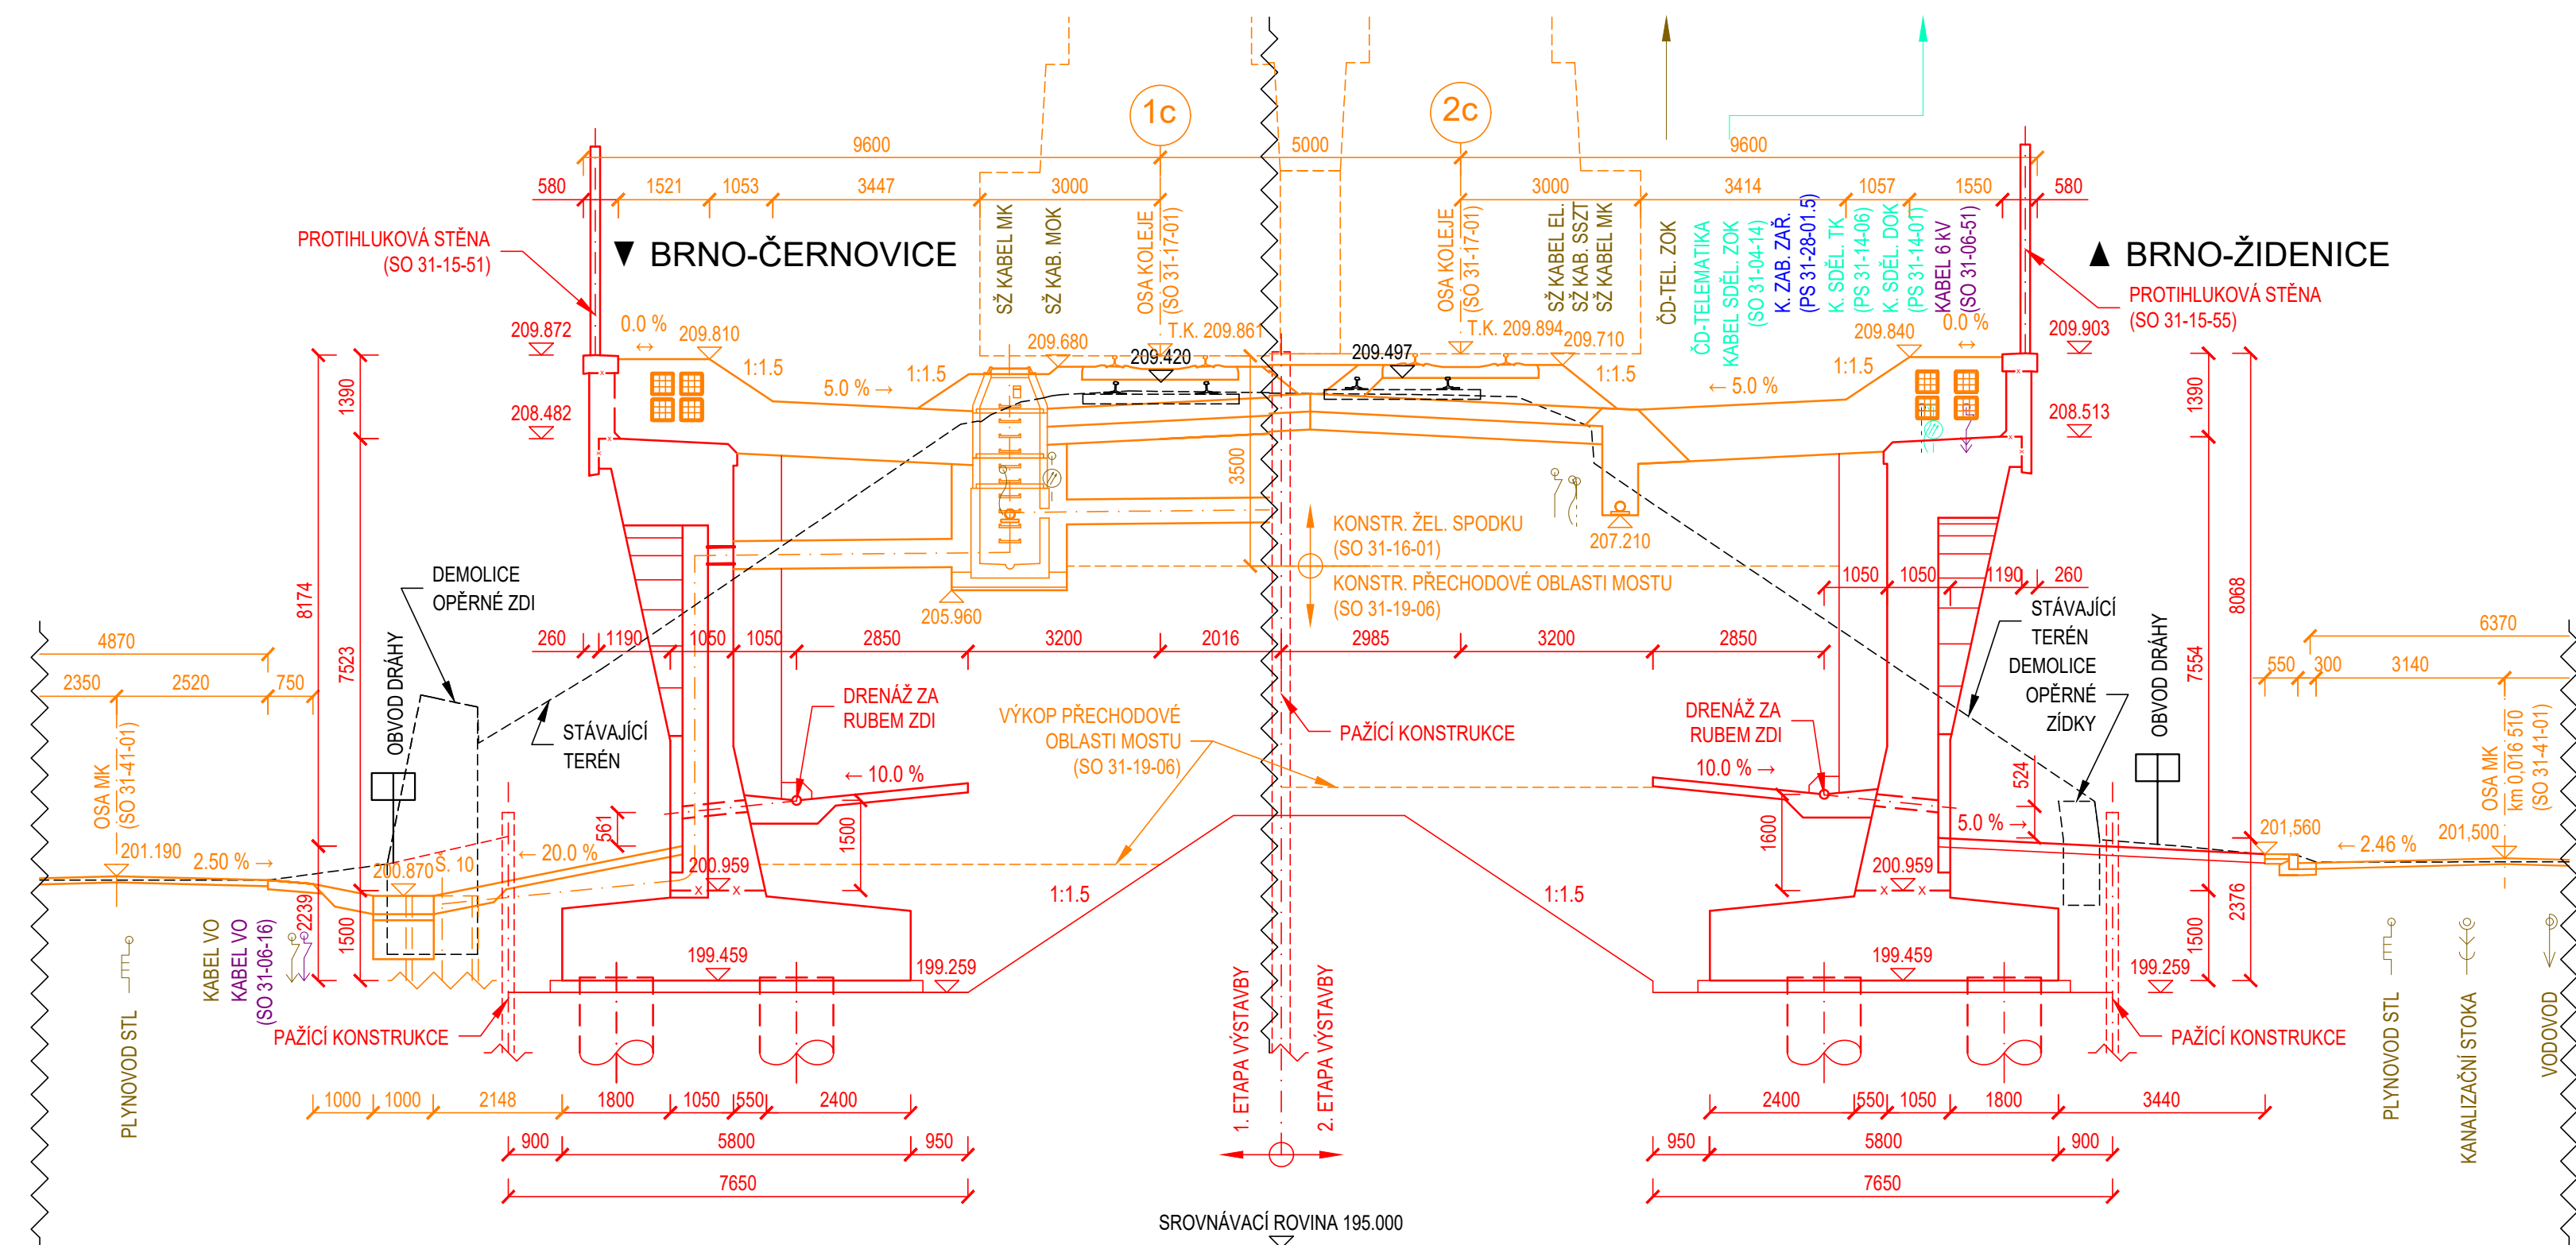 1c
2c
9600
5000
9600
580
1521
1053
3447
3000
3000
3414
1057
1550
580
PROTIHLUKOVÁ STĚNA
(SO 31-15-51)
▼ BRNO-ČERNOVICE
SŽ KABEL MK
SŽ KAB. MOK
OSA KOLEJE
(SO 31-17-01)
OSA KOLEJE
(SO 31-17-01)
SŽ KABEL EL.
SŽ KAB. SSZT
SŽ KABEL MK
ČD-TEL. ZOK
ČD-TELEMATIKA
KABEL SDĚL. ZOK
(SO 31-04-14)
K. ZAB. ZAŘ.
(PS 31-28-01.5)
K. SDĚL. TK
(PS 31-14-06)
K. SDĚL. DOK
(PS 31-14-01)
KABEL 6 kV
(SO 31-06-51)
▲ BRNO-ŽIDENICE
PROTIHLUKOVÁ STĚNA
(SO 31-15-55)
209.872
0.0 %
↔
209.810
209.680
T.K. 209.861
209.420
209.497
T.K. 209.894
209.710
209.840
0.0 %
↔
209.903
1:1.5
5.0 % →
1:1.5
1:1.5
← 5.0 %
1:1.5
1390
208.482
208.513
1390
3500
KONSTR. ŽEL. SPODKU
(SO 31-16-01)
KONSTR. PŘECHODOVÉ OBLASTI MOSTU
(SO 31-19-06)
207.210
205.960
DEMOLICE
OPĚRNÉ ZDI
8174
7523
4870
2350
2520
750
OBVOD DRÁHY
260
1190
1050
1050
2850
3200
2016
2985
3200
2850
1050
1050
1190
260
STÁVAJÍCÍ
TERÉN
DEMOLICE
OPĚRNÉ
ZÍDKY
OBVOD DRÁHY
8068
7554
6370
550
300
3140
STÁVAJÍCÍ
TERÉN
DRENÁŽ ZA
RUBEM ZDI
VÝKOP PŘECHODOVÉ
OBLASTI MOSTU
(SO 31-19-06)
PAŽÍCÍ KONSTRUKCE
DRENÁŽ ZA
RUBEM ZDI
← 10.0 %
10.0 % →
OSA MK
(SO 31-41-01)
OSA MK
km 0,016 510
(SO 31-41-01)
561
1500
1600
524
5.0 % →
201.190
2.50 % →
200.870
Š. 10
← 20.0 %
200.959
200.959
201,560
← 2.46 %
201,500
1:1.5
1:1.5
2239
1500
1500
2376
KABEL VO
KABEL VO
(SO 31-06-16)
PLYNOVOD STL
199.459
199.259
199.459
199.259
PAŽÍCÍ KONSTRUKCE
PAŽÍCÍ KONSTRUKCE
1. ETAPA VÝSTAVBY
2. ETAPA VÝSTAVBY
PLYNOVOD STL
KANALIZAČNÍ STOKA
VODOVOD
1000
1000
2148
1800
1050
550
2400
2400
550
1050
1800
3440
900
5800
950
950
5800
900
7650
7650
SROVNÁVACÍ ROVINA 195.000